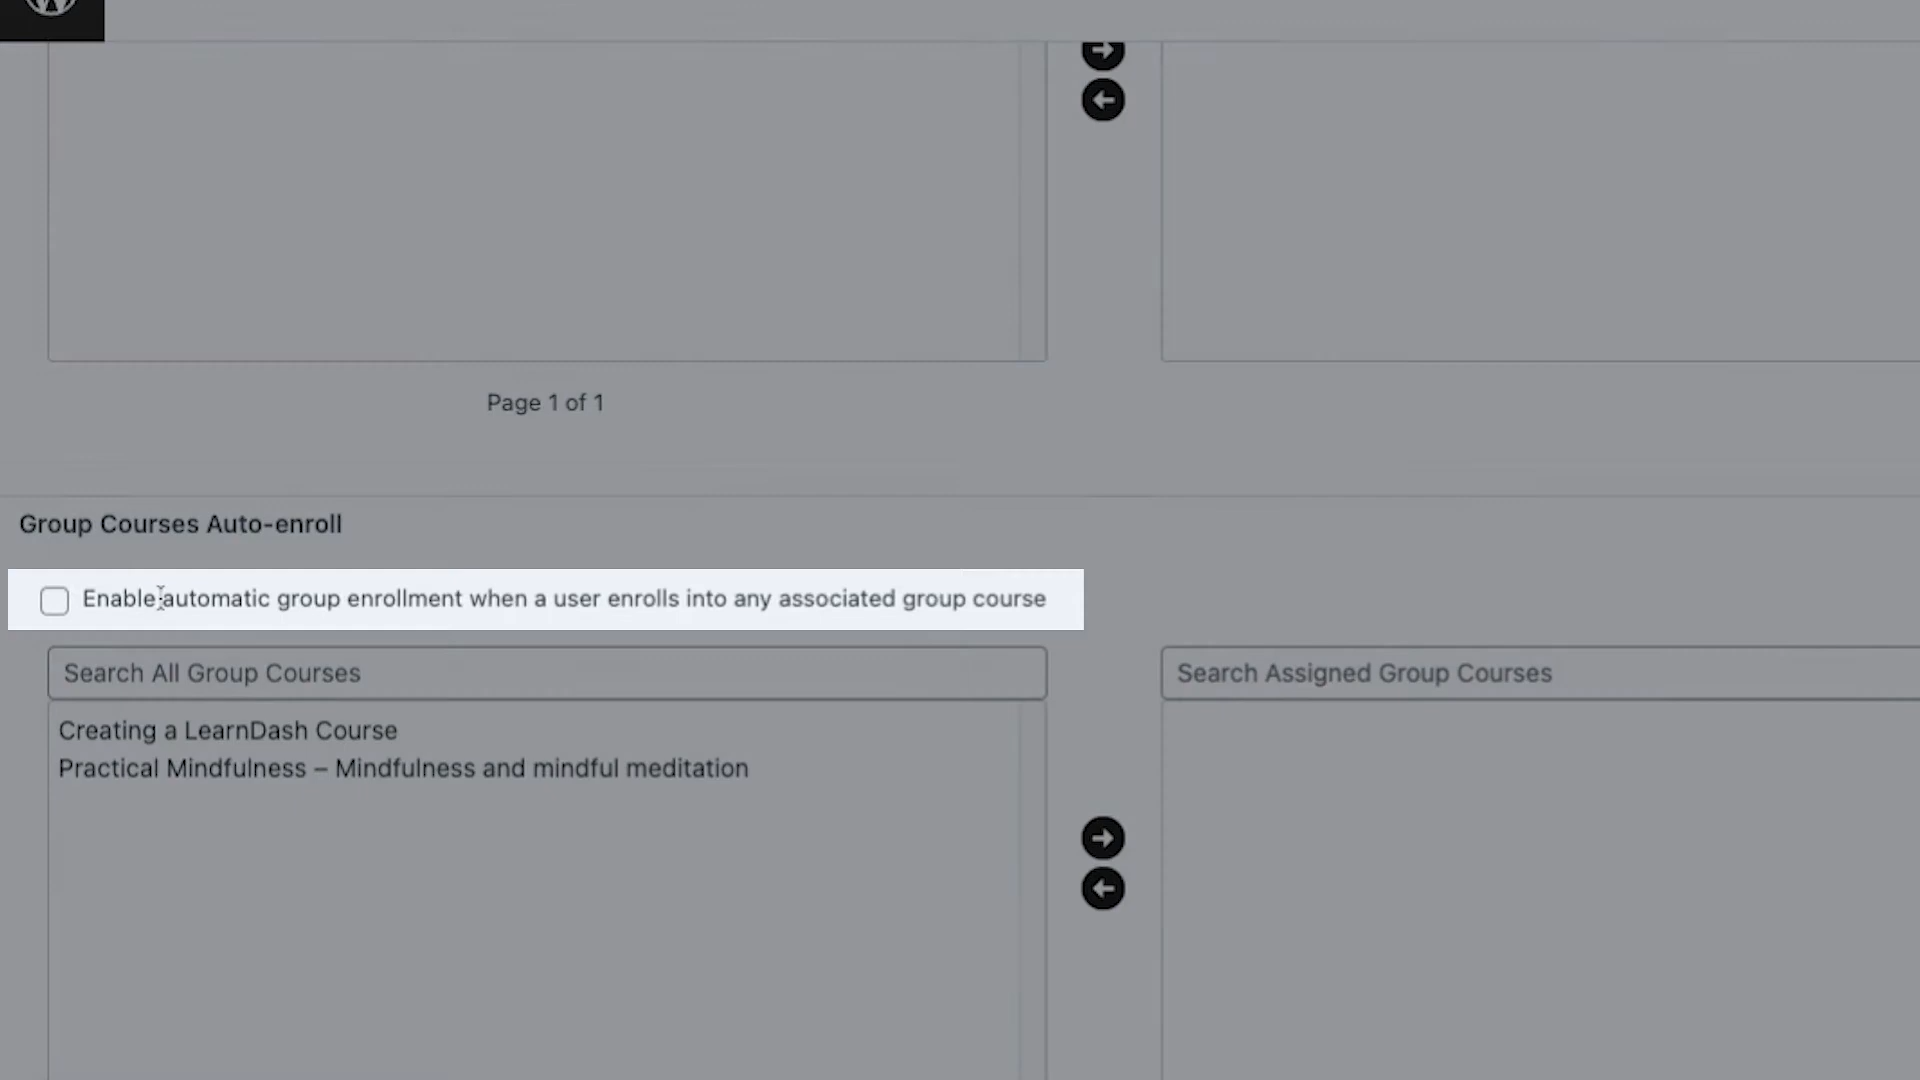 Page 1 of 1
Group Courses Auto-enroll
Enable automatic group enrollment when a user enrolls into any associated group course
Search All Group Courses
Search Assigned Group Courses
Creating a LearnDash Course
Practical Mindfulness – Mindfulness and mindful meditation